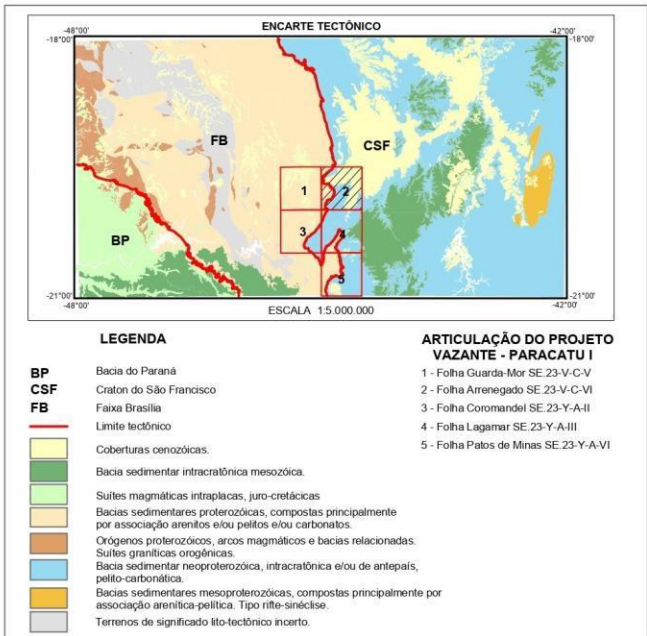 ENCARTE TECTÔNICO
-48°00'
-42°00'
-18°00'
-18°00'
FB
CSF
1
2
3
4
BP
5
-21°00'
-21°00'
-48°00'
-42°00'
ESCALA 1:5.000.000
LEGENDA
BP Bacia do Paraná
CSF Craton do São Francisco
FB Faixa Brasília
Limite tectônico
Coberturas cenozóicas.
Bacia sedimentar intracratônica mesozóica.
Suítes magmáticas intraplacas, juro-cretácicas
Bacias sedimentares proterozóicas, compostas principalmente
por associação arenitos e/ou pelitos e/ou carbonatos.
Orógenos proterozóicos, arcos magmáticos e bacias relacionadas.
Suítes graníticas orogênicas.
Bacia sedimentar neoproterozóica, intracratônica e/ou de antepaís,
pelito-carbonática.
Bacias sedimentares mesoproterozóicas, compostas principalmente por
associação arenítica-pelítica. Tipo rifte-sinéclise.
Terrenos de significado lito-tectônico incerto.
ARTICULAÇÃO DO PROJETO
VAZANTE - PARACATU I
1 - Folha Guarda-Mor SE.23-V-C-V
2 - Folha Arrenegado SE.23-V-C-VI
3 - Folha Coromandel SE.23-Y-A-II
4 - Folha Lagamar SE.23-Y-A-III
5 - Folha Patos de Minas SE.23-Y-A-VI